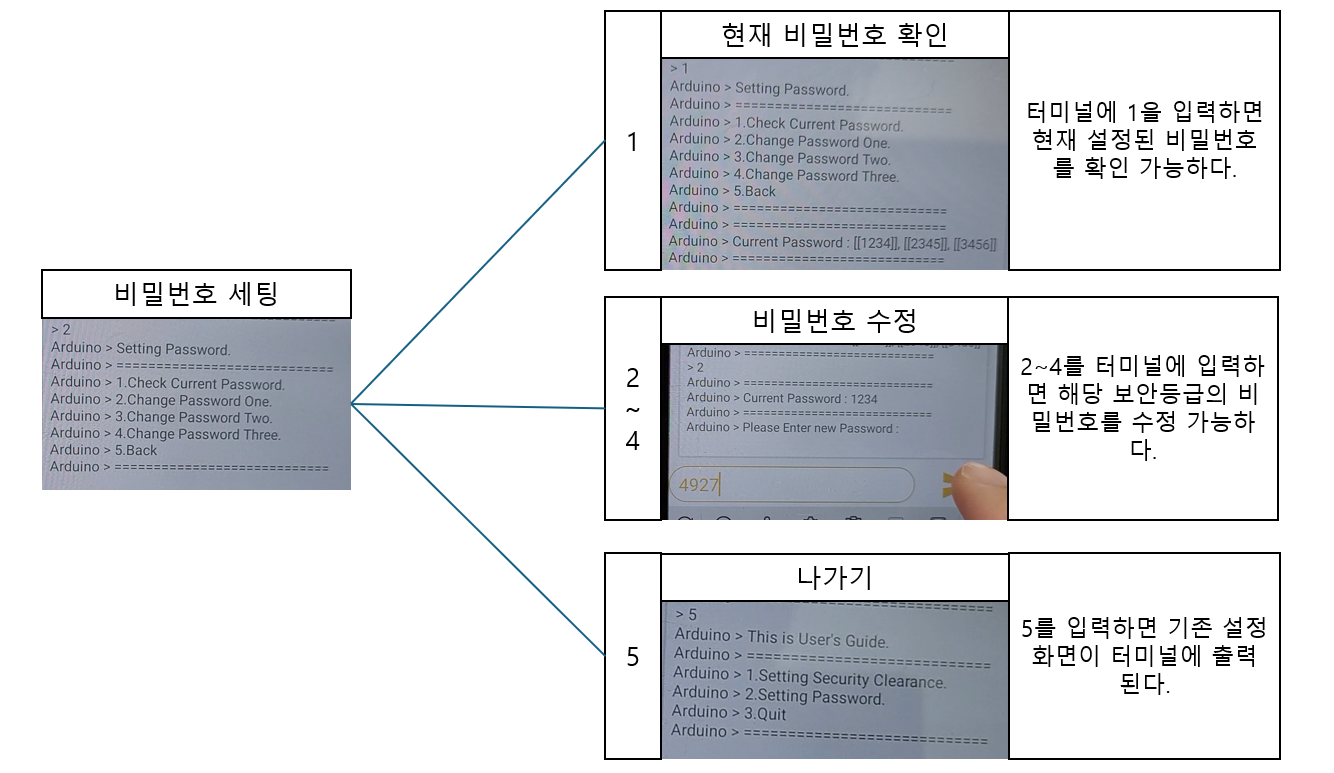 비밀번호 세팅
> 2
Arduino > Setting Password.
Arduino > ============================
Arduino > 1.Check Current Password.
Arduino > 2.Change Password One.
Arduino > 3.Change Password Two.
Arduino > 4.Change Password Three.
Arduino > 5.Back
Arduino > ============================
1
현재 비밀번호 확인
> 1
Arduino > Setting Password.
Arduino > ============================
Arduino > 1.Check Current Password.
Arduino > 2.Change Password One.
Arduino > 3.Change Password Two.
Arduino > 4.Change Password Three.
Arduino > 5.Back
Arduino > ============================
Arduino > ============================
Arduino > Current Password : [[1234]], [[2345]], [[3456]]
Arduino > ============================
터미널에 1을 입력하면
현재 설정된 비밀번호
를 확인 가능하다.
2
~
4
비밀번호 수정
Arduino > ============================
> 2
Arduino > ============================
Arduino > Current Password : 1234
Arduino > ============================
Arduino > Please Enter new Password :
4927
2~4를 터미널에 입력하
면 해당 보안등급의 비
밀번호를 수정 가능하
다.
5
나가기
> 5
Arduino > This is User's Guide.
Arduino > ============================
Arduino > 1.Setting Security Clearance.
Arduino > 2.Setting Password.
Arduino > 3.Quit
Arduino > ============================
5를 입력하면 기존 설정
화면이 터미널에 출력
된다.